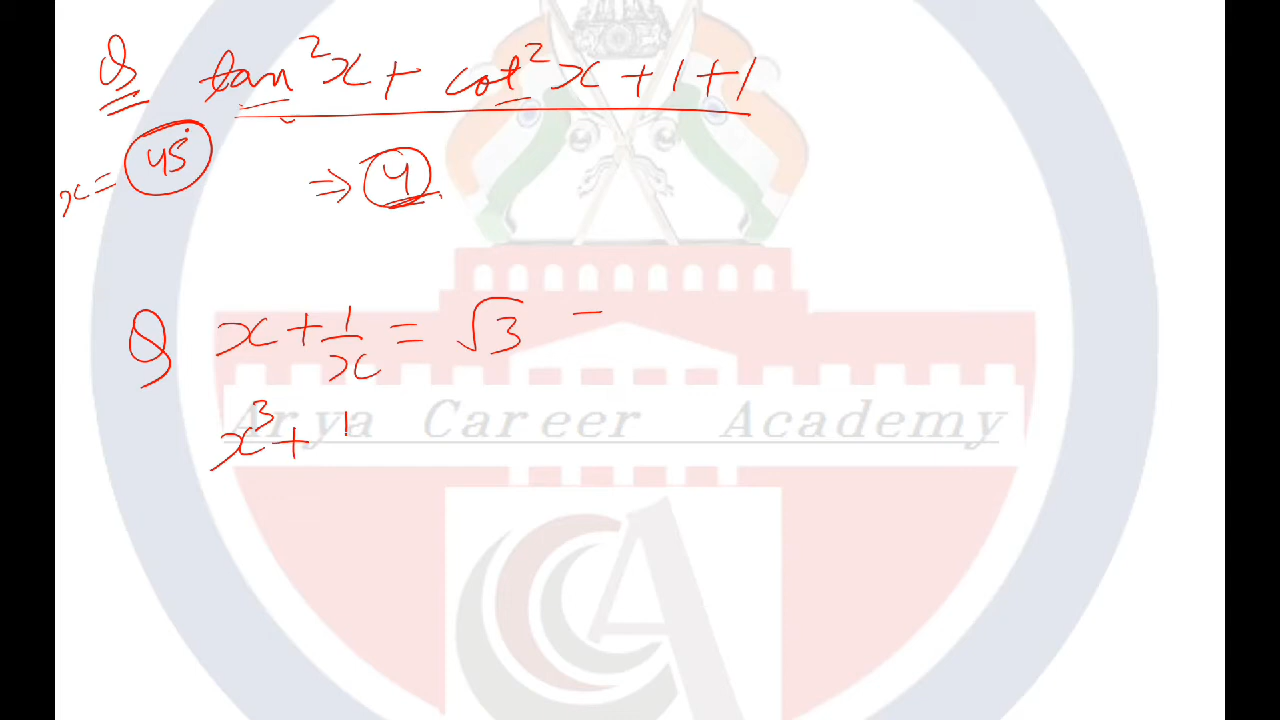 Q tan²x + cot²x + 1 + 1
x = 45°
⇒ 4
Q x + 1/x = √3 -
Arya Career Academy
x³ + 1